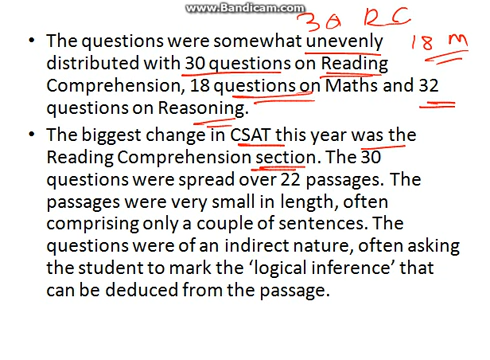 www.Bandicam.com
30 RC
18 M
• The questions were somewhat unevenly
distributed with 30 questions on Reading
Comprehension, 18 questions on Maths and 32
questions on Reasoning.
• The biggest change in CSAT this year was the
Reading Comprehension section. The 30
questions were spread over 22 passages. The
passages were very small in length, often
comprising only a couple of sentences. The
questions were of an indirect nature, often asking
the student to mark the ‘logical inference’ that
can be deduced from the passage.